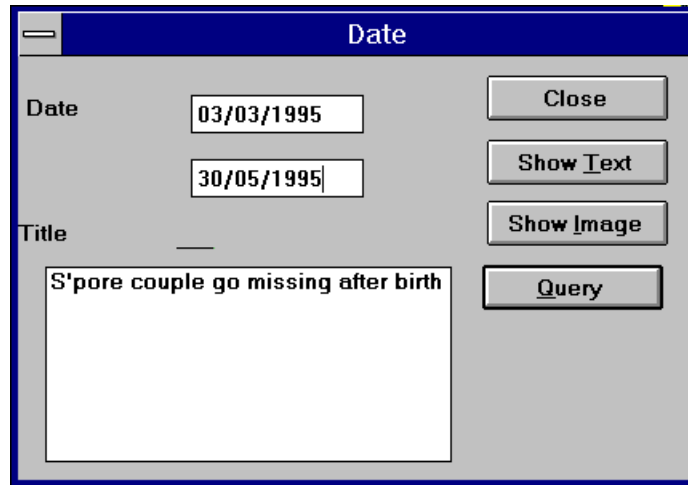 Date
Date
03/03/1995
30/05/1995
Title
S'pore couple go missing after birth
Close
Show Text
Show Image
Query